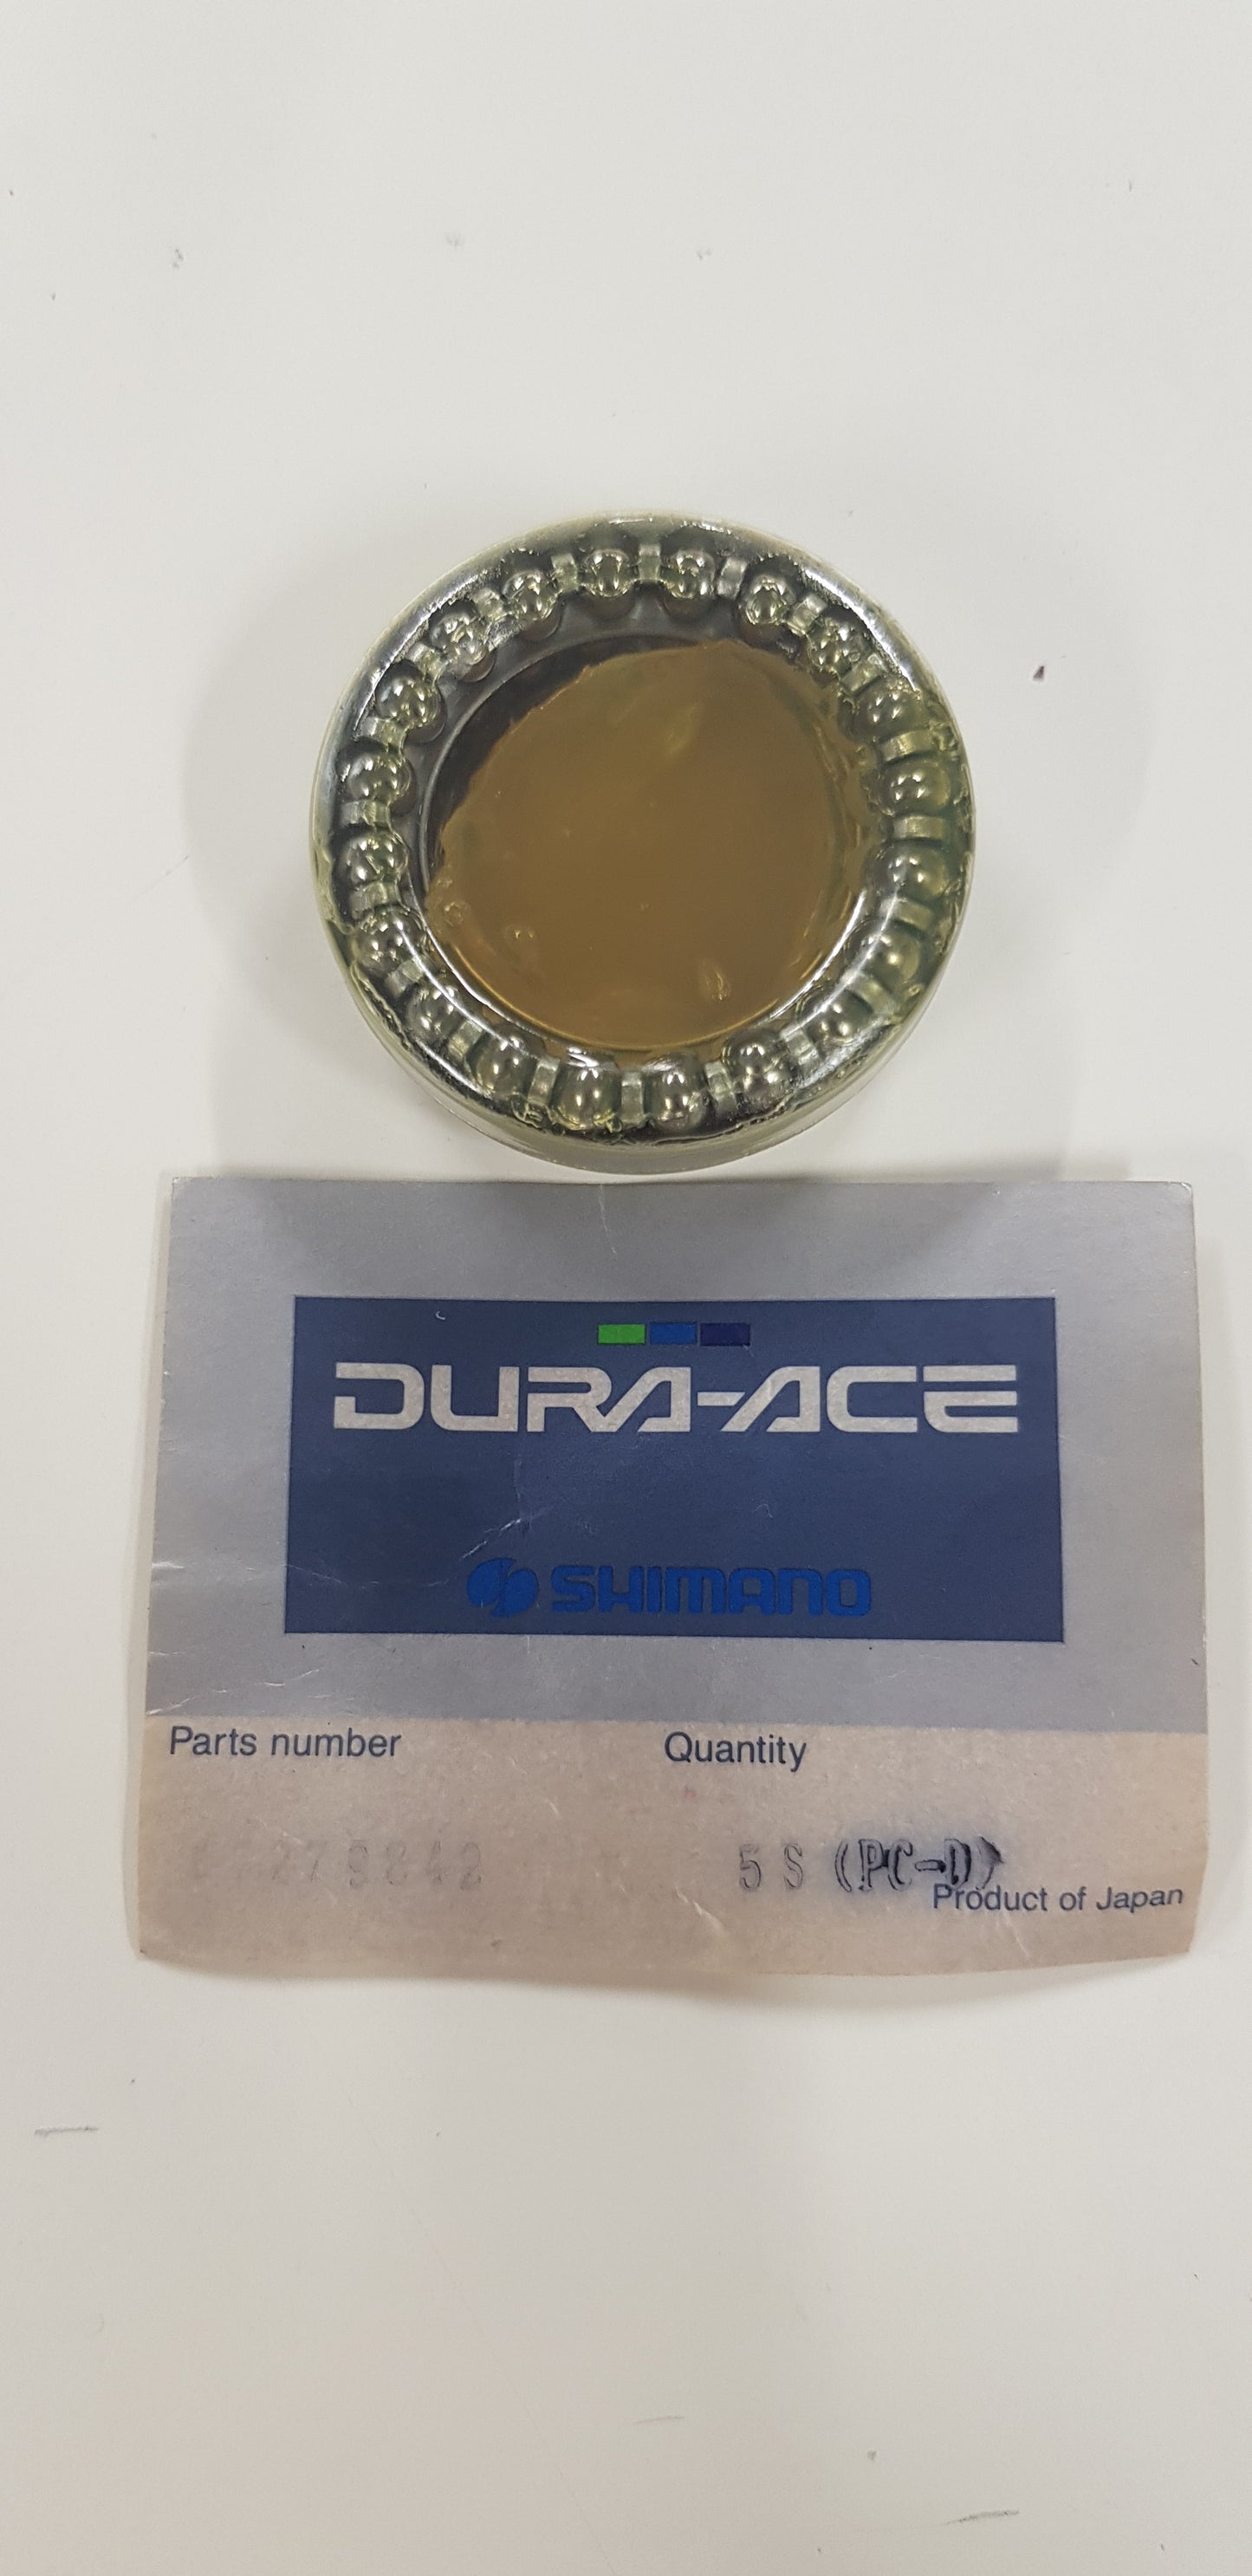 DURA-ACE
SHIMANO
Parts number Quantity
5 S (PC-D)
Product of Japan